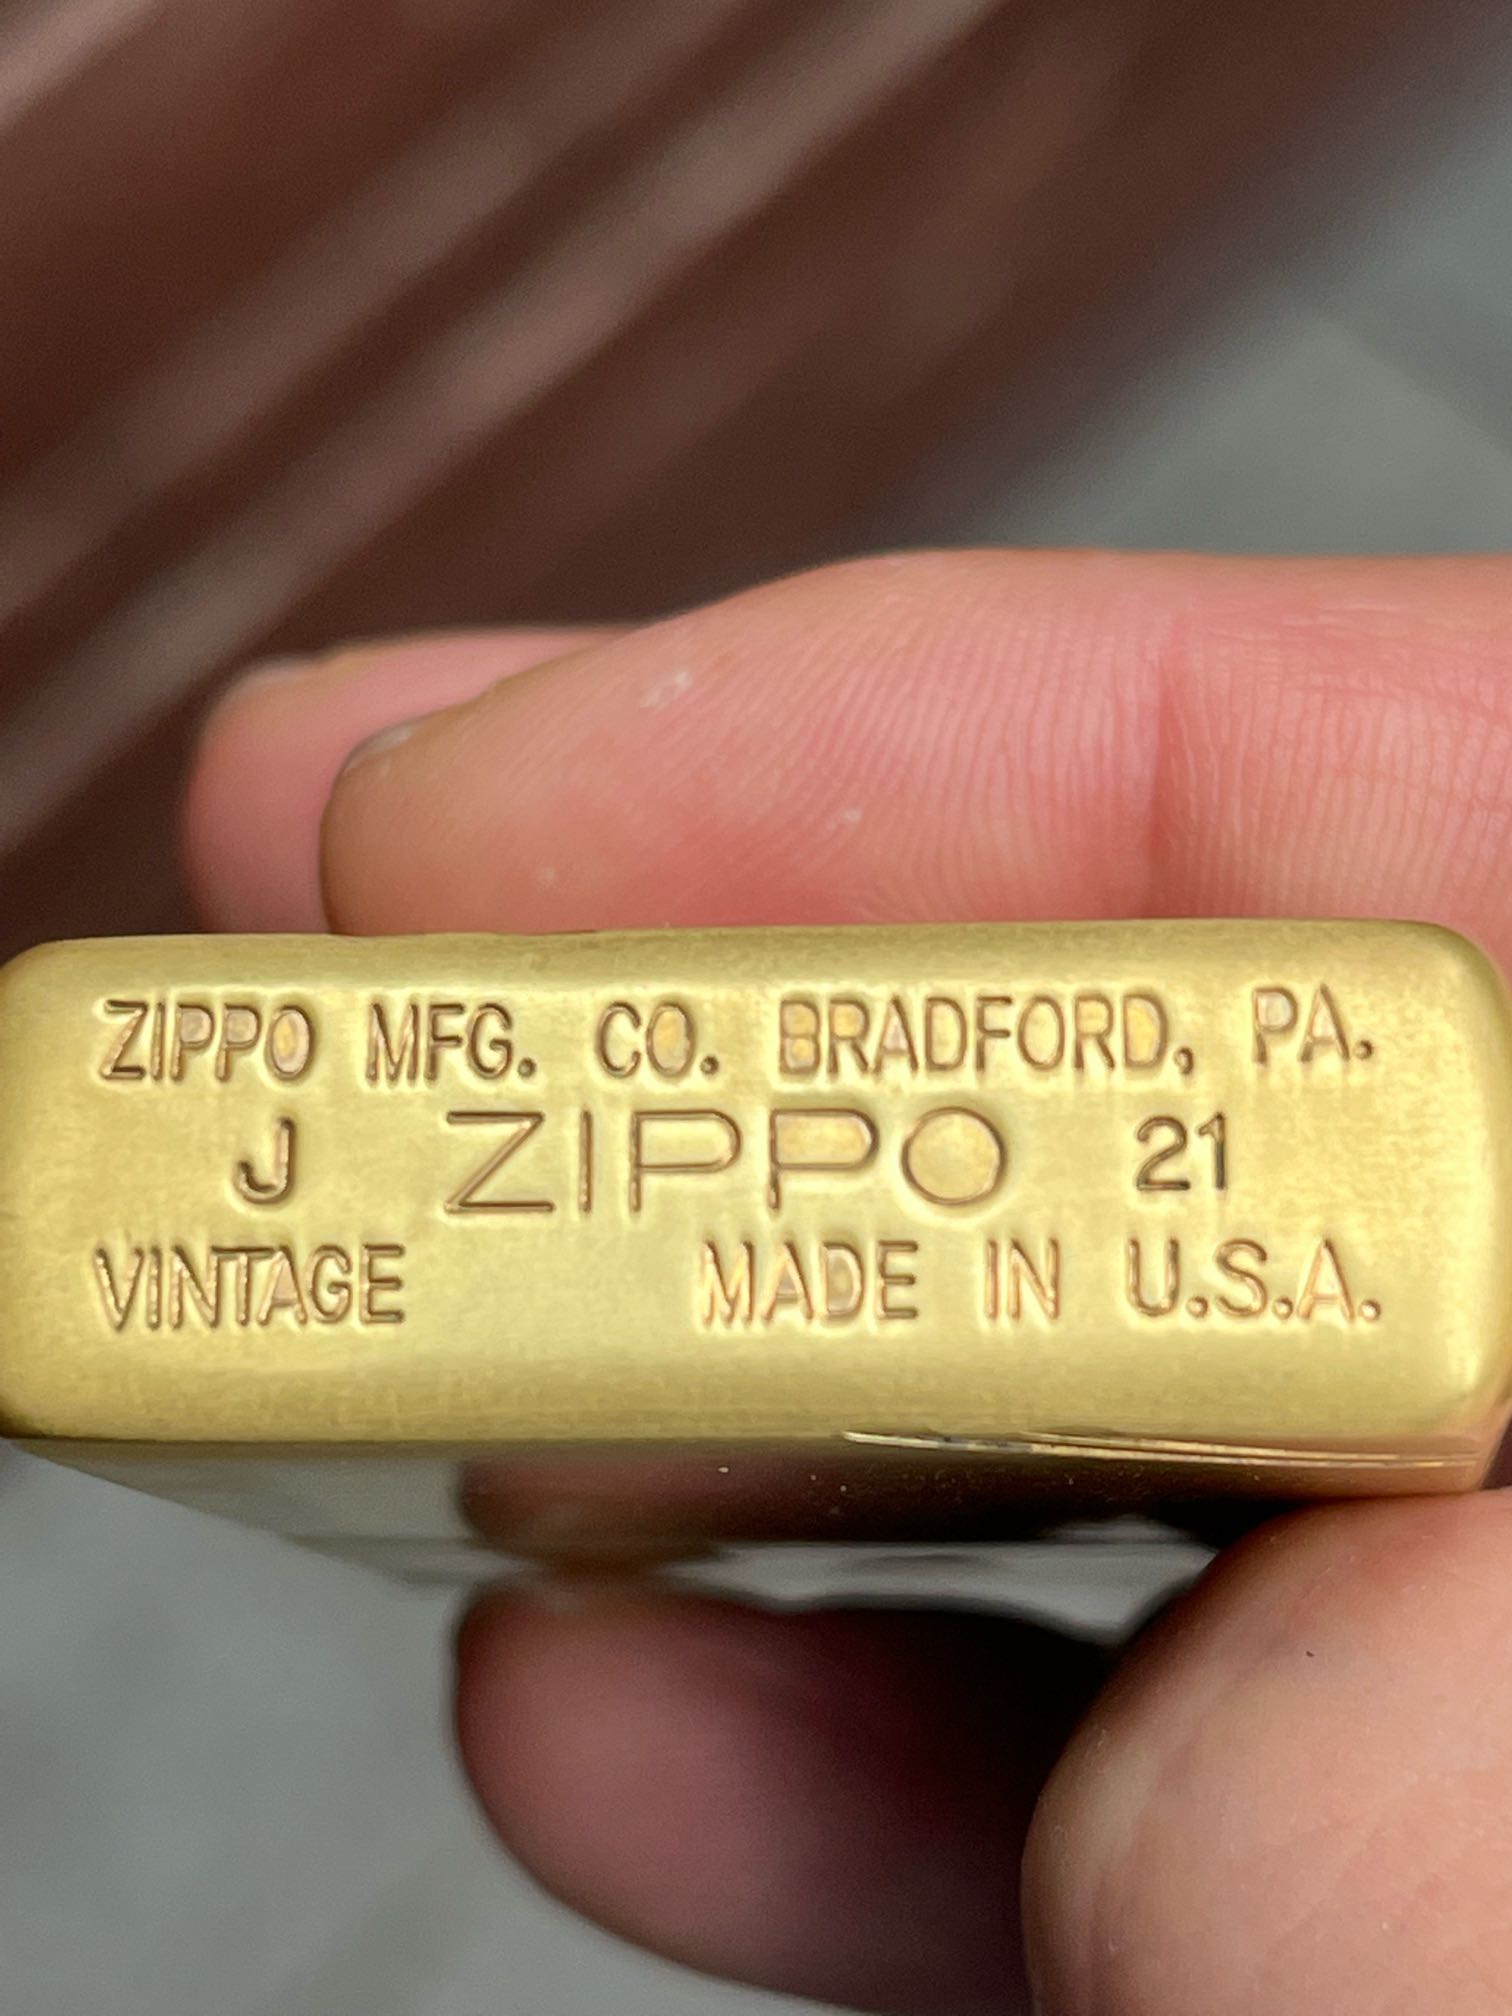 ZIPPO MFG. CO. BRADFORD, PA.
J ZIPPO 21
VINTAGE MADE IN U.S.A.